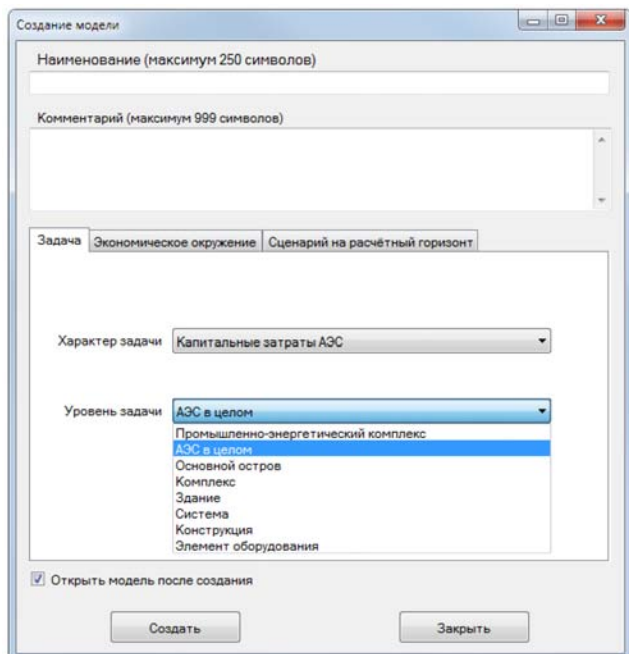 Создание модели
Наименование (максимум 250 символов)
Комментарий (максимум 999 символов)
Задача Экономическое окружение Сценарий на расчётный горизонт
Характер задачи Капитальные затраты АЭС
Уровень задачи АЭС в целом
Промышленно-энергетический комплекс
АЭС в целом
Основной остров
Комплекс
Здание
Система
Конструкция
Элемент оборудования
Открыть модель после создания
Создать Закрыть